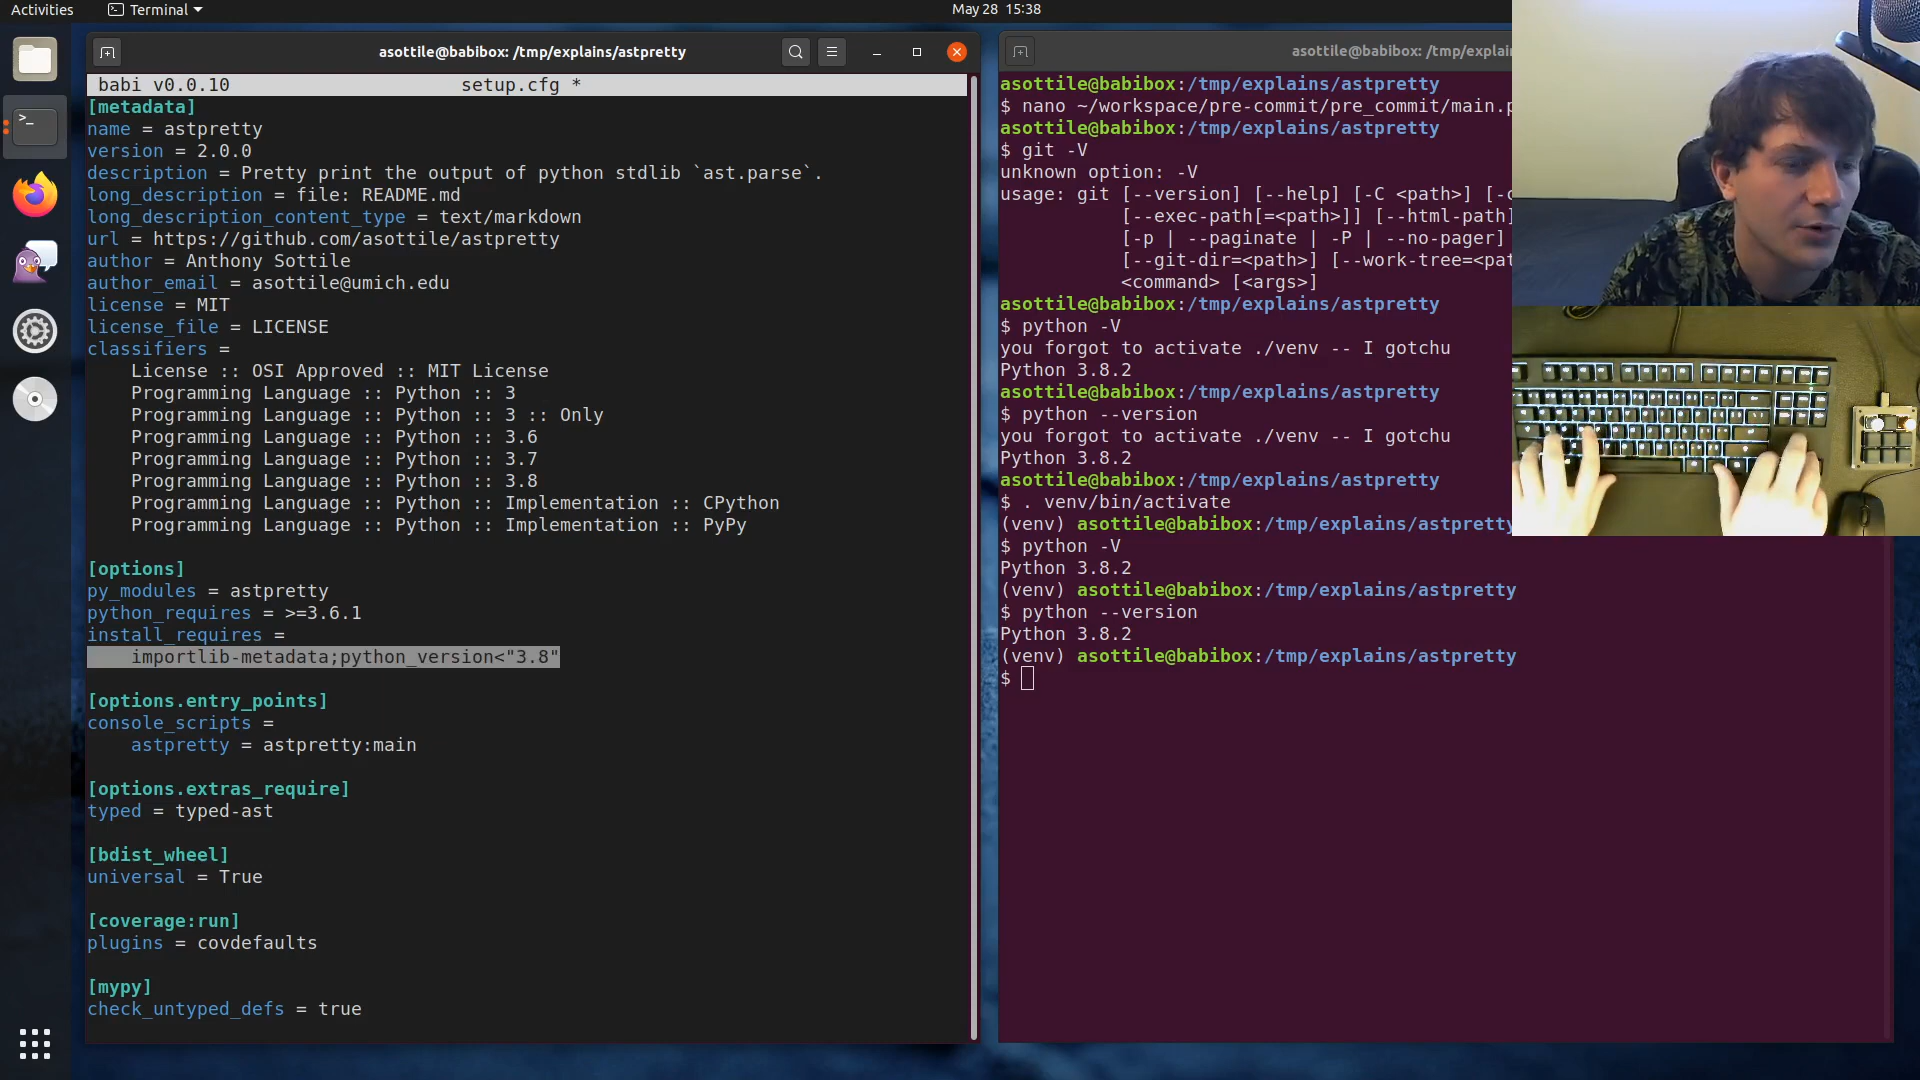 Activities
Terminal
May 28 15:38
asottile@babibox: /tmp/explains/astpretty
babi v0.0.10 setup.cfg *
[metadata]
name = astpretty
version = 2.0.0
description = Pretty print the output of python stdlib `ast.parse`.
long_description = file: README.md
long_description_content_type = text/markdown
url = https://github.com/asottile/astpretty
author = Anthony Sottile
author_email = asottile@umich.edu
license = MIT
license_file = LICENSE
classifiers =
License :: OSI Approved :: MIT License
Programming Language :: Python :: 3
Programming Language :: Python :: 3 :: Only
Programming Language :: Python :: 3.6
Programming Language :: Python :: 3.7
Programming Language :: Python :: 3.8
Programming Language :: Python :: Implementation :: CPython
Programming Language :: Python :: Implementation :: PyPy
[options]
py_modules = astpretty
python_requires = >=3.6.1
install_requires =
importlib-metadata;python_version<"3.8"
[options.entry_points]
console_scripts =
astpretty = astpretty:main
[options.extras_require]
typed = typed-ast
[bdist_wheel]
universal = True
[coverage:run]
plugins = covdefaults
[mypy]
check_untyped_defs = true
asottile@babibox: /tmp/explai
asottile@babibox:/tmp/explains/astpretty
$ nano ~/workspace/pre-commit/pre_commit/main.p
asottile@babibox:/tmp/explains/astpretty
$ git -V
unknown option: -V
usage: git [--version] [--help] [-C <path>] [-c
[--exec-path[=<path>]] [--html-path]
[-p | --paginate | -P | --no-pager]
[--git-dir=<path>] [--work-tree=<pat
<command> [<args>]
asottile@babibox:/tmp/explains/astpretty
$ python -V
you forgot to activate ./venv -- I gotchu
Python 3.8.2
asottile@babibox:/tmp/explains/astpretty
$ python --version
you forgot to activate ./venv -- I gotchu
Python 3.8.2
asottile@babibox:/tmp/explains/astpretty
$ . venv/bin/activate
(venv) asottile@babibox:/tmp/explains/astpretty
$ python -V
Python 3.8.2
(venv) asottile@babibox:/tmp/explains/astpretty
$ python --version
Python 3.8.2
(venv) asottile@babibox:/tmp/explains/astpretty
$